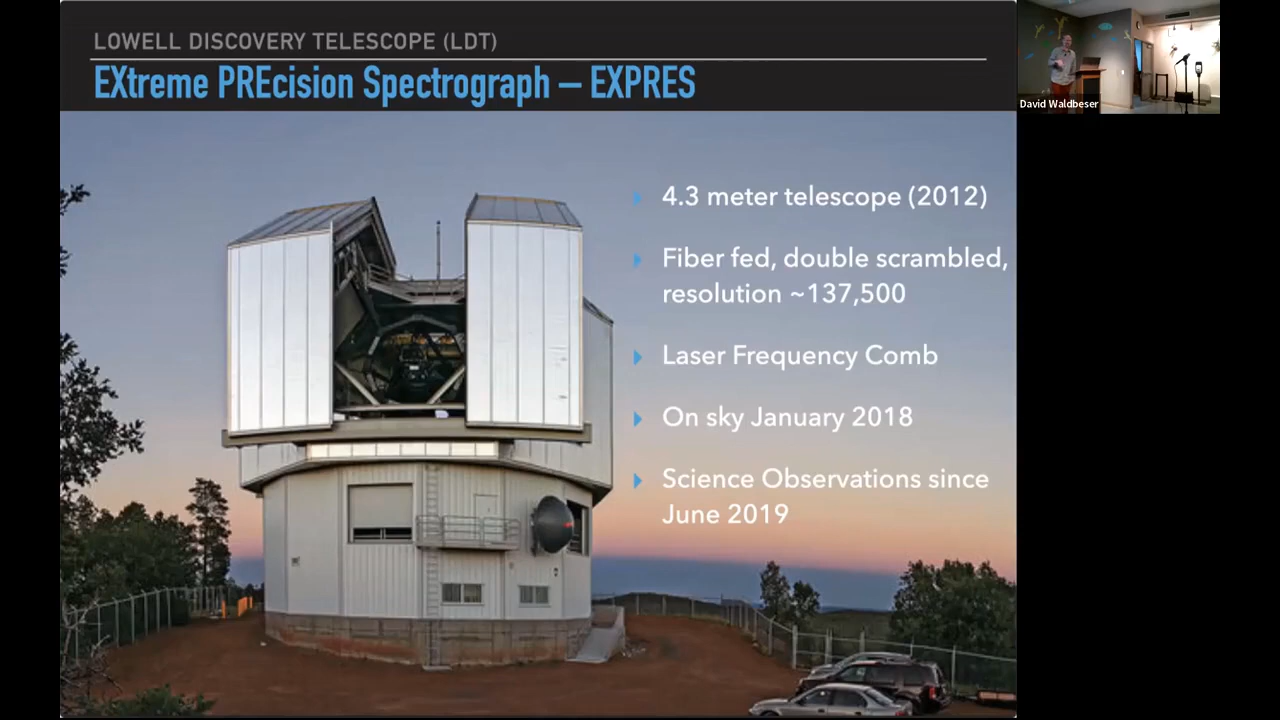 LOWELL DISCOVERY TELESCOPE (LDT)
EXtreme PREcision Spectrograph – EXPRES
4.3 meter telescope (2012)
Fiber fed, double scrambled,
resolution ~137,500
Laser Frequency Comb
On sky January 2018
Science Observations since
June 2019
David Waldbeser